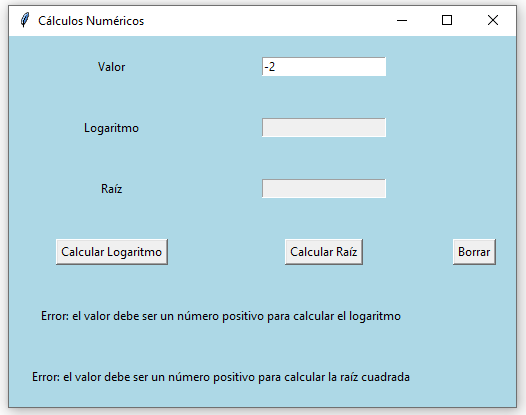 Cálculos Numéricos
Valor -2
Logaritmo
Raíz
Calcular Logaritmo Calcular Raíz Borrar
Error: el valor debe ser un número positivo para calcular el logaritmo
Error: el valor debe ser un número positivo para calcular la raíz cuadrada